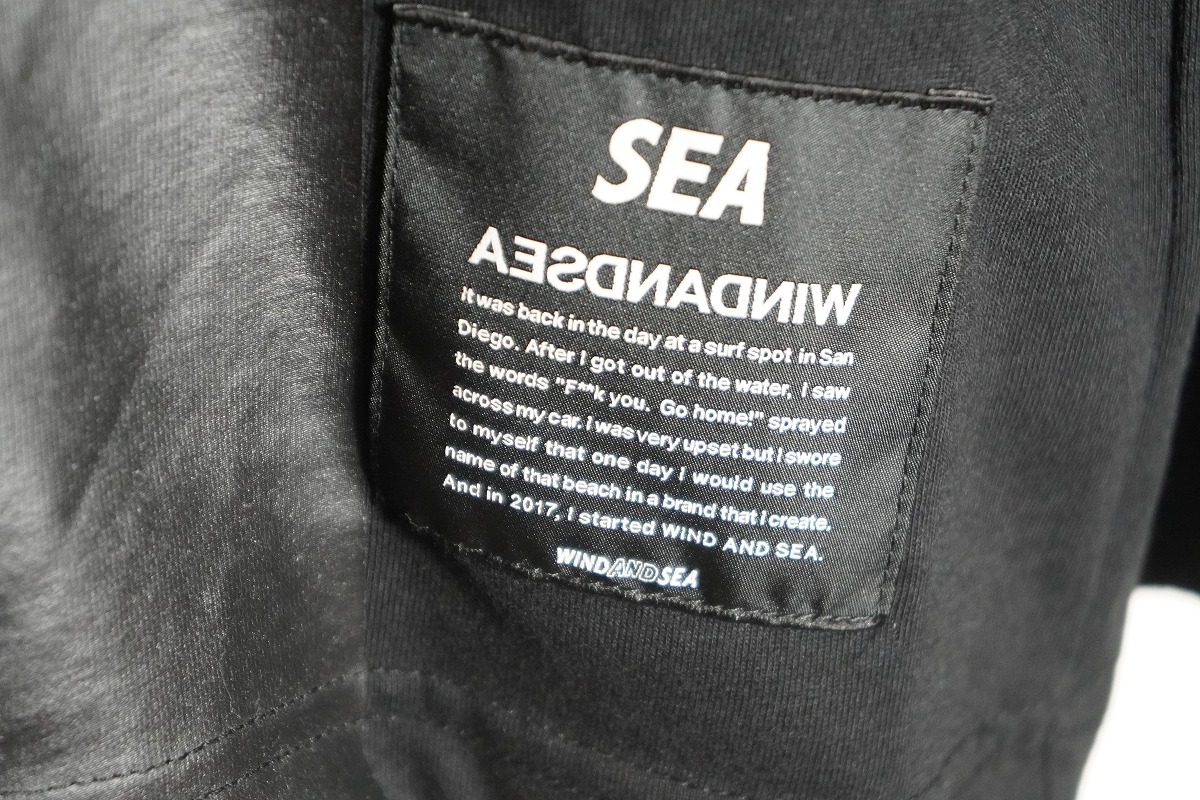 SEA
WINDANDSEA
It was back in the day at a surf spot in San
Diego. After I got out of the water, I saw
the words "F**k you. Go home!" sprayed
across my car. I was very upset but I swore
to myself that one day I would use the
name of that beach in a brand that I create.
And in 2017, I started WIND AND SEA.
WINDANDSEA